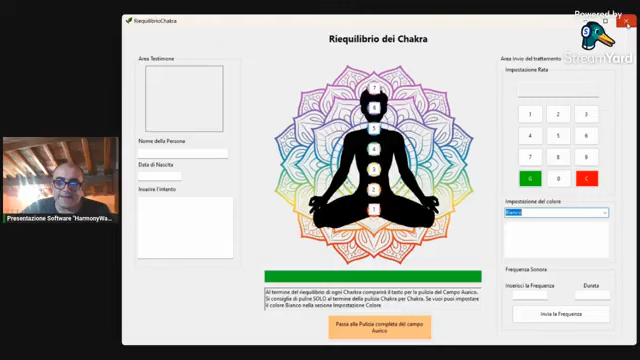 RiequilibrioChakra
Powered by
StreamYard
Riequilibrio dei Chakra
Area Testimone
Nome della Persona
Data di Nascita
Inserire l'intento
7
6
5
4
3
2
1
Al termine del riequilibrio di ogni Charkra comparirà il tasto per la pulizia del Campo Aurico.
Si consiglia di pulire SOLO al termine della pulizia Chakra per Chakra. Se vuoi puoi impostare
il colore Bianco nella sezione Impostazione Colore
Passa alla Pulizia completa del campo
Aurico
Area Invio del trattamento
Impostazione Rata
1 2 3
4 5 6
7 8 9
G 0 C
Impostazione del colore
Bianco
Frequenza Sonora
Inserisci la Frequenza Durata
Invia la Frequenza
Presentazione Software "HarmonyWa...